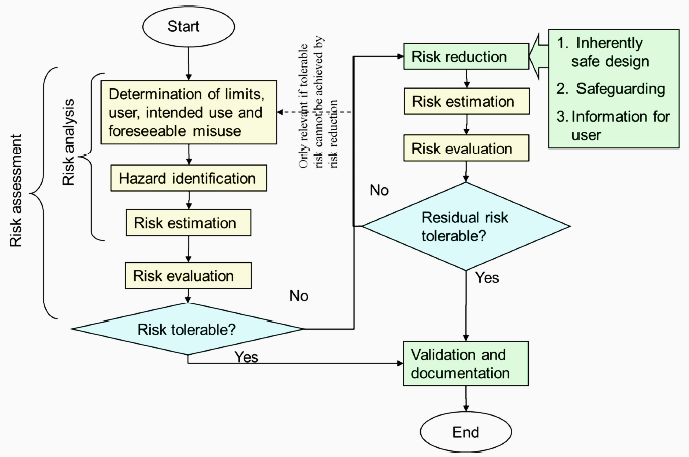 Start
Determination of limits,
user, intended use and
foreseeable misuse
Hazard identification
Risk estimation
Risk evaluation
Risk tolerable?
Risk analysis
Risk assessment
Yes
No
Only relevant if tolerable
risk cannot be achieved by
risk reduction
Risk reduction
Risk estimation
Risk evaluation
Residual risk
tolerable?
No
Yes
Validation and
documentation
End
1. Inherently
safe design
2. Safeguarding
3. Information for
user